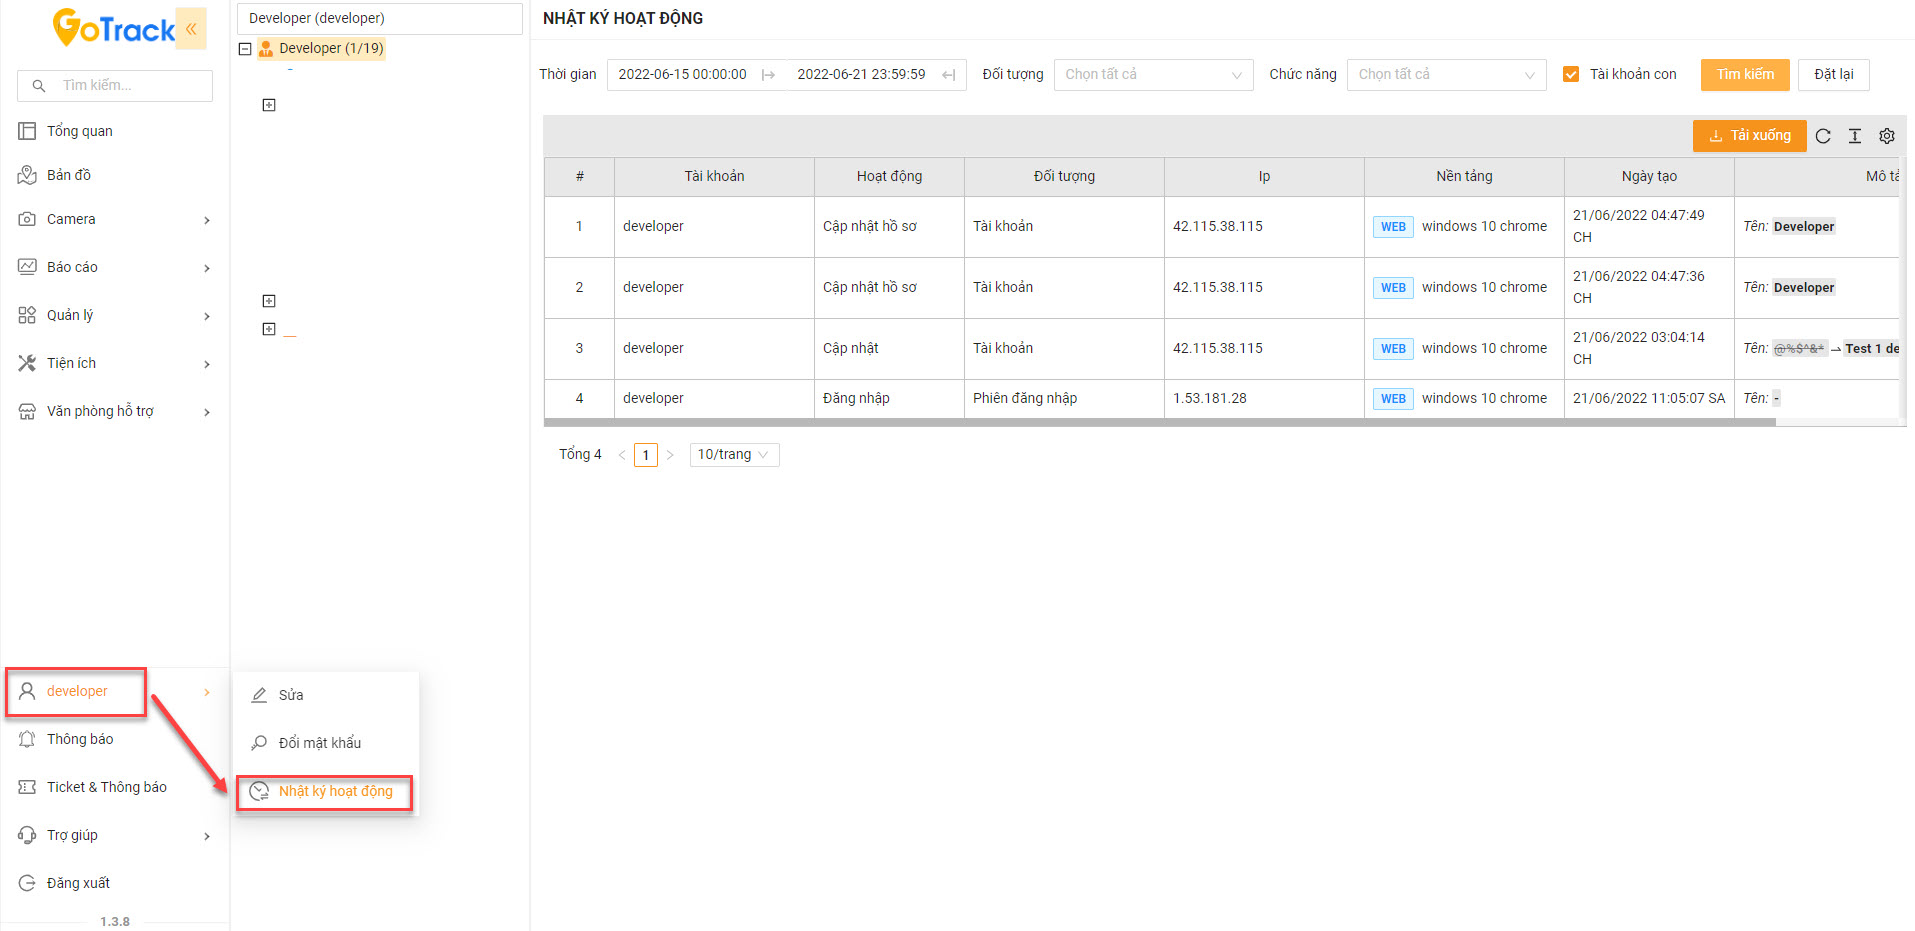 GoTrack
«
Tìm kiếm...
Tổng quan
Bản đồ
Camera
Báo cáo
Quản lý
Tiện ích
Văn phòng hỗ trợ
developer
Thông báo
Ticket & Thông báo
Trợ giúp
Đăng xuất
1.3.8
Developer (developer)
Developer (1/19)
Sửa
Đổi mật khẩu
Nhật ký hoạt động
NHẬT KÝ HOẠT ĐỘNG
Thời gian 2022-06-15 00:00:00 2022-06-21 23:59:59 Đối tượng Chọn tất cả Chức năng Chọn tất cả Tài khoản con Tìm kiếm Đặt lại
Tải xuống
# Tài khoản Hoạt động Đối tượng Ip Nền tảng Ngày tạo Mô tả
1 developer Cập nhật hồ sơ Tài khoản 42.115.38.115 WEB windows 10 chrome 21/06/2022 04:47:49 CH Tên: Developer
2 developer Cập nhật hồ sơ Tài khoản 42.115.38.115 WEB windows 10 chrome 21/06/2022 04:47:36 CH Tên: Developer
3 developer Cập nhật Tài khoản 42.115.38.115 WEB windows 10 chrome 21/06/2022 03:04:14 CH Tên: @%$^&* → Test 1 de
4 developer Đăng nhập Phiên đăng nhập 1.53.181.28 WEB windows 10 chrome 21/06/2022 11:05:07 SA Tên: -
Tổng 4 < 1 > 10/trang